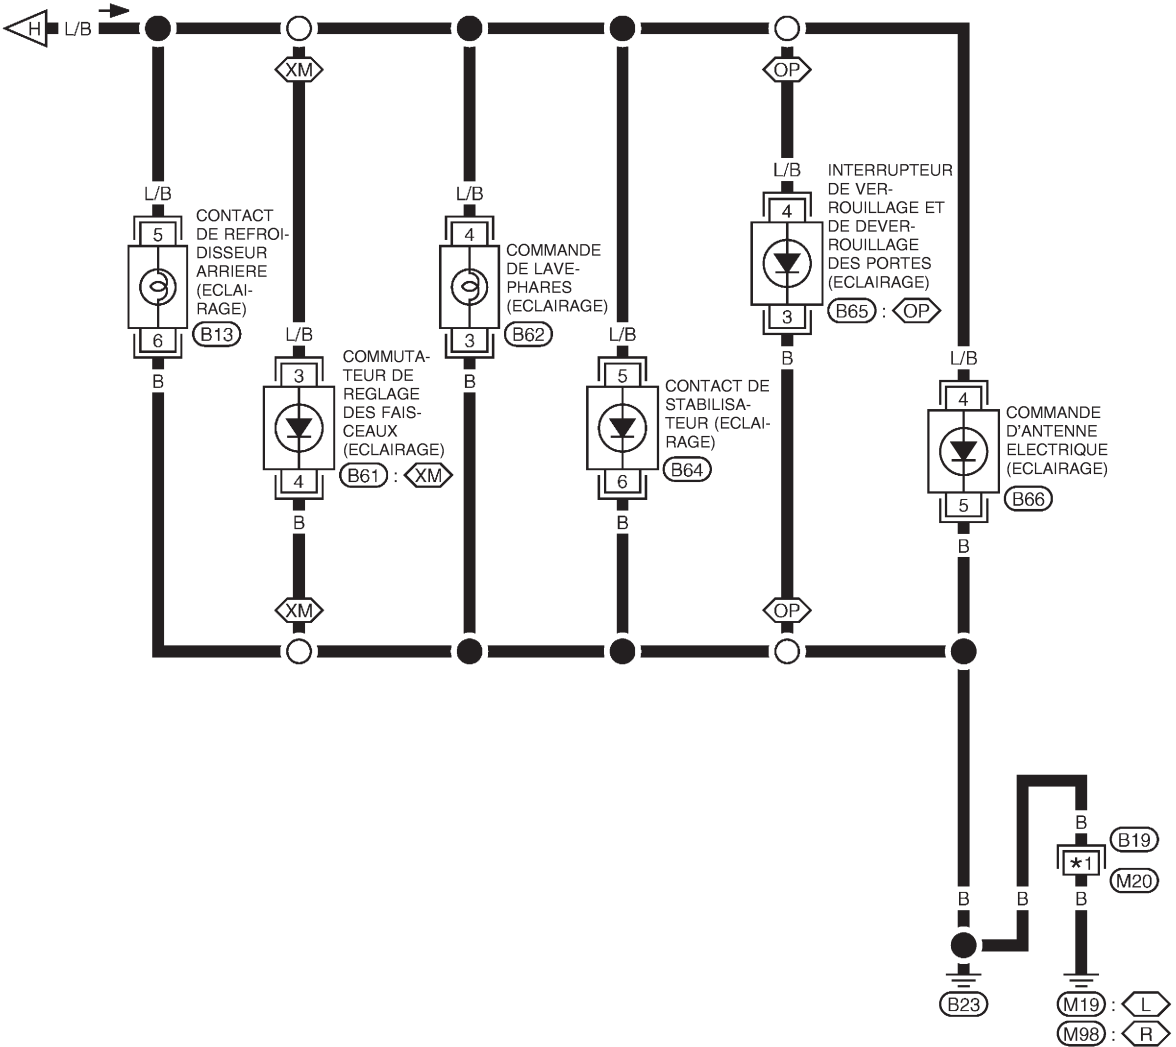 H L/B
XM
OP
L/B
5
CONTACT
DE REFROI-
DISSEUR
ARRIERE
(ECLAI-
RAGE)
B13
6
B
L/B
3
COMMUTA-
TEUR DE
REGLAGE
DES FAIS-
CEAUX
(ECLAIRAGE)
B61 : XM
4
B
XM
L/B
4
COMMANDE
DE LAVE-
PHARES
(ECLAIRAGE)
B62
3
B
L/B
5
CONTACT DE
STABILISA-
TEUR (ECLAI-
RAGE)
B64
6
B
L/B
4
INTERRUPTEUR
DE VER-
ROUILLAGE ET
DE DEVER-
ROUILLAGE
DES PORTES
(ECLAIRAGE)
B65 : OP
3
B
OP
L/B
4
COMMANDE
D'ANTENNE
ELECTRIQUE
(ECLAIRAGE)
B66
5
B
B
B19
*1
M20
B B B
B23
M19 : L
M98 : R